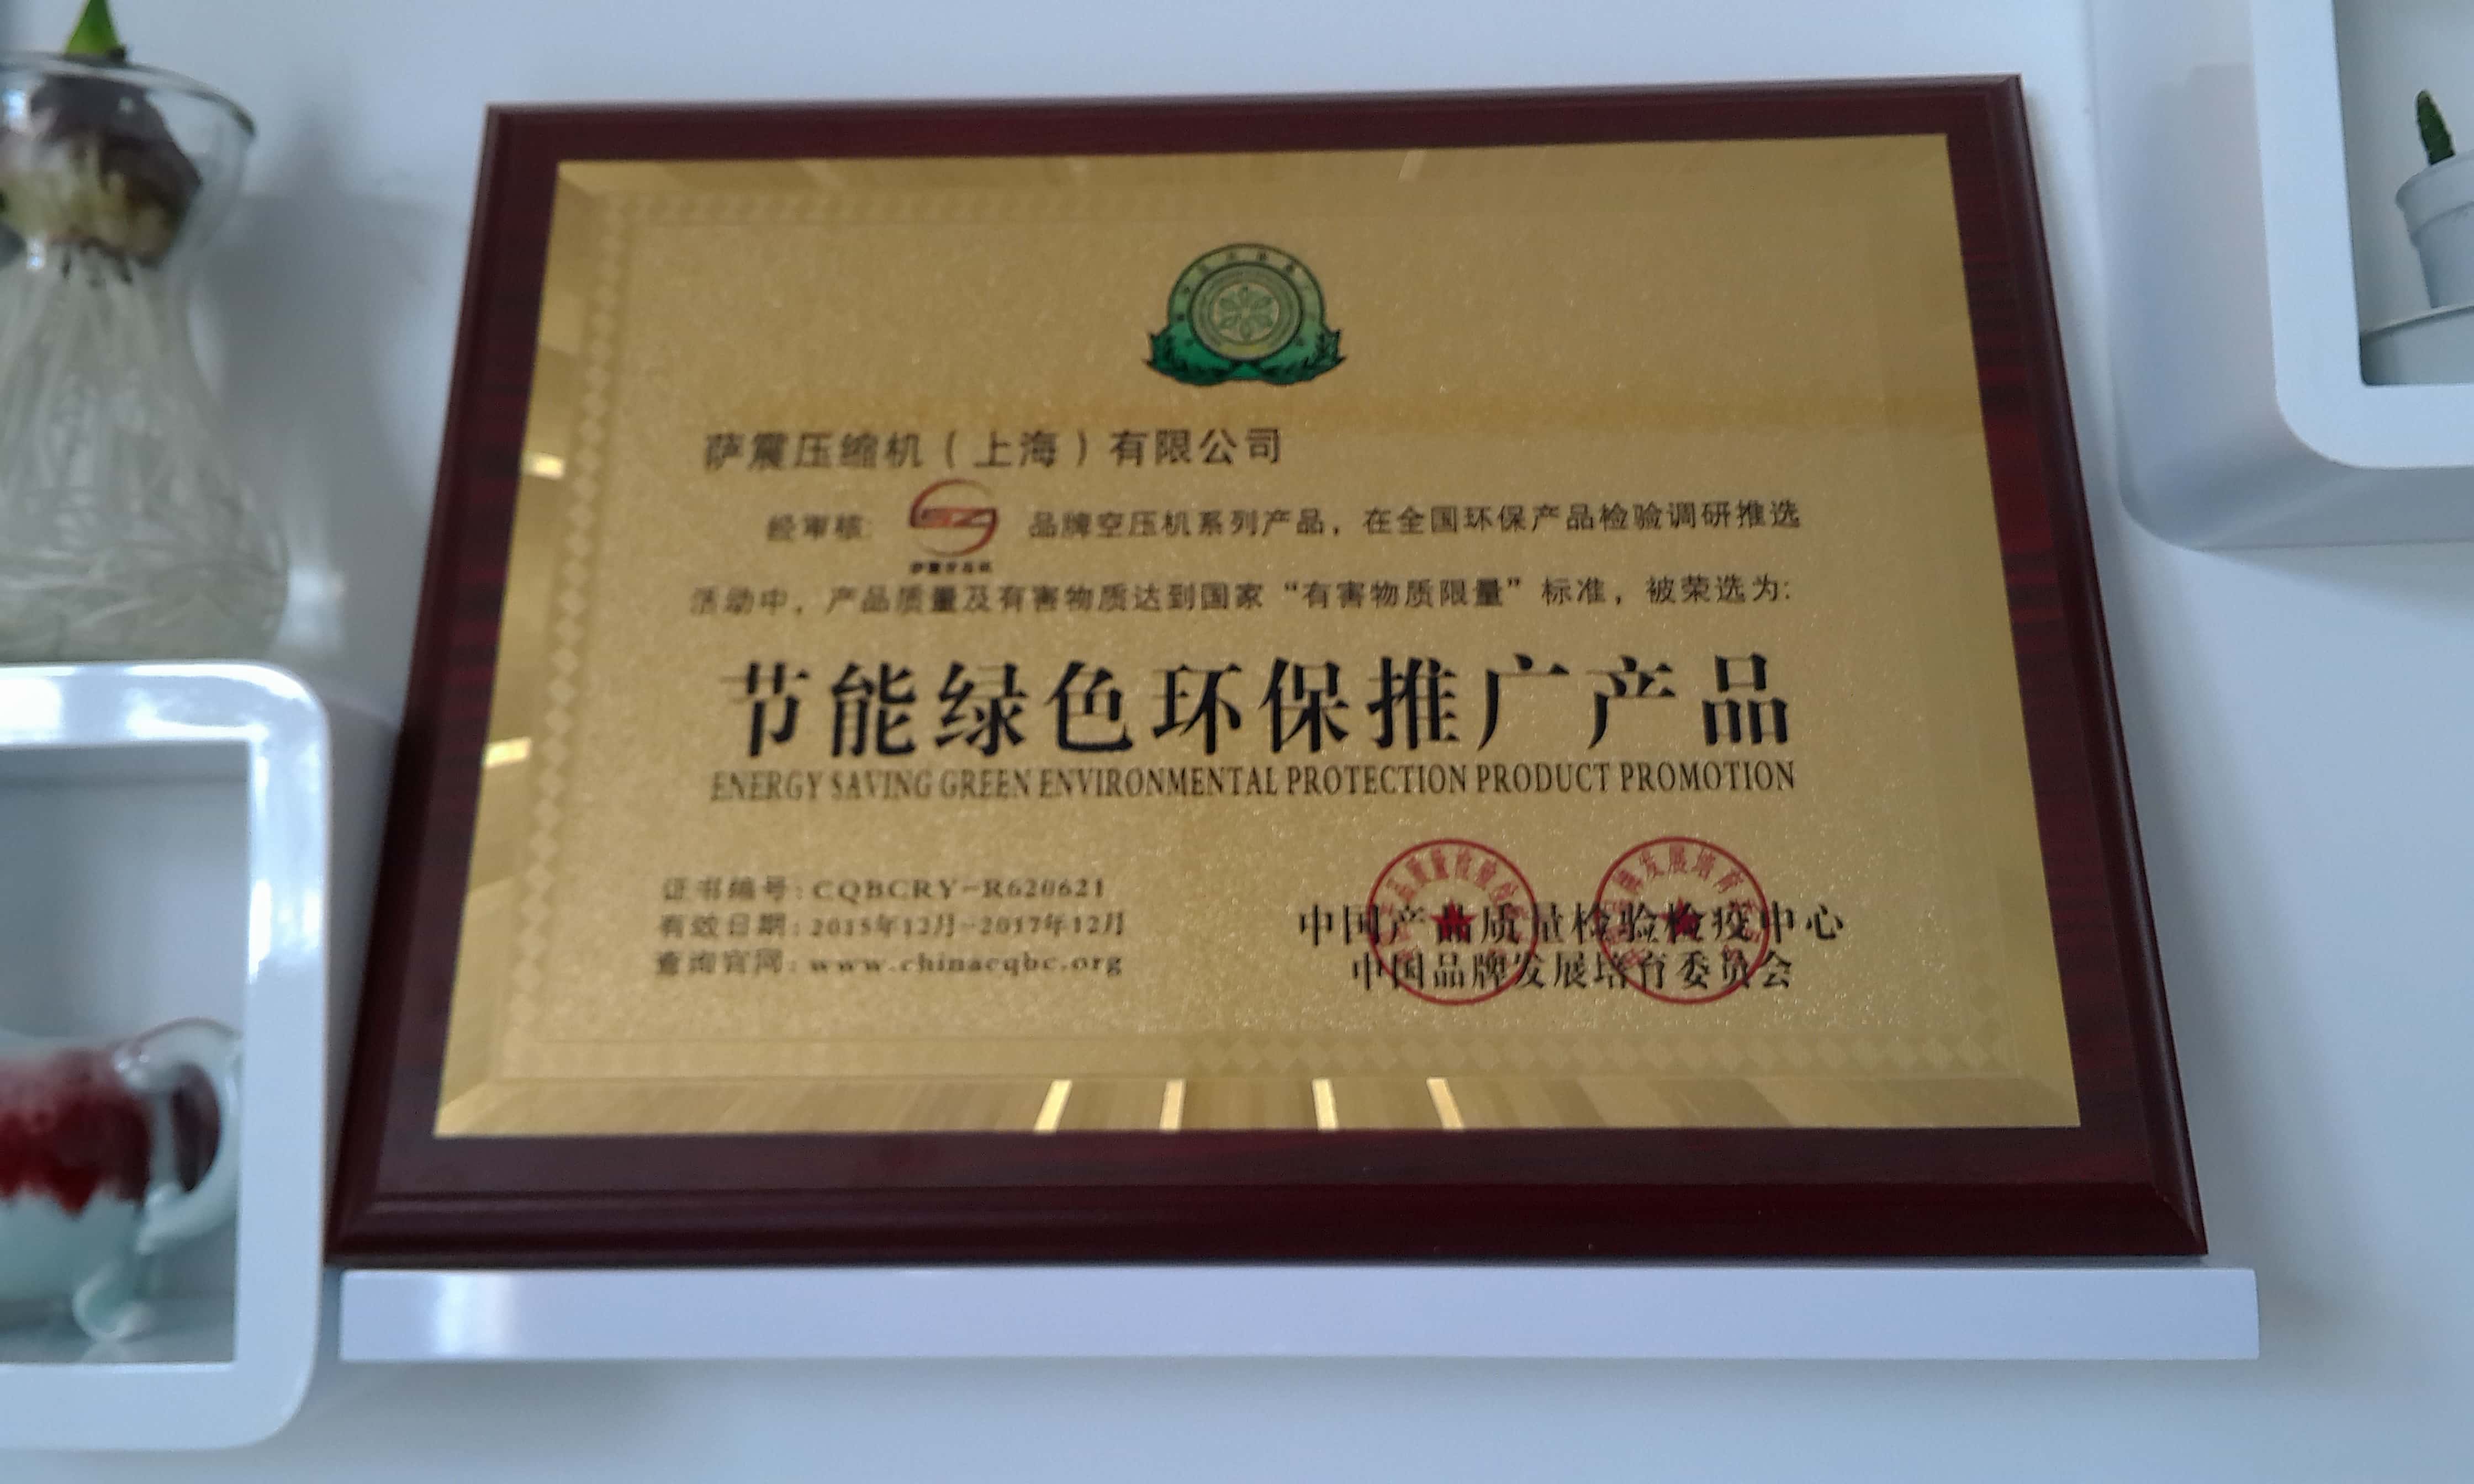 萨震压缩机（上海）有限公司
经审核: SZ 品牌空压机系列产品，在全国环保产品检验调研推选
萨震空压机
活动中，产品质量及有害物质达到国家“有害物质限量”标准，被荣选为:
节能绿色环保推广产品
ENERGY SAVING GREEN ENVIRONMENTAL PROTECTION PRODUCT PROMOTION
证书编号: CQBCRY-R620621
有效日期: 2015年12月-2017年12月
查询官网: www.chinacqbc.org
中国产品质量检验检疫中心
中国品牌发展培育委员会